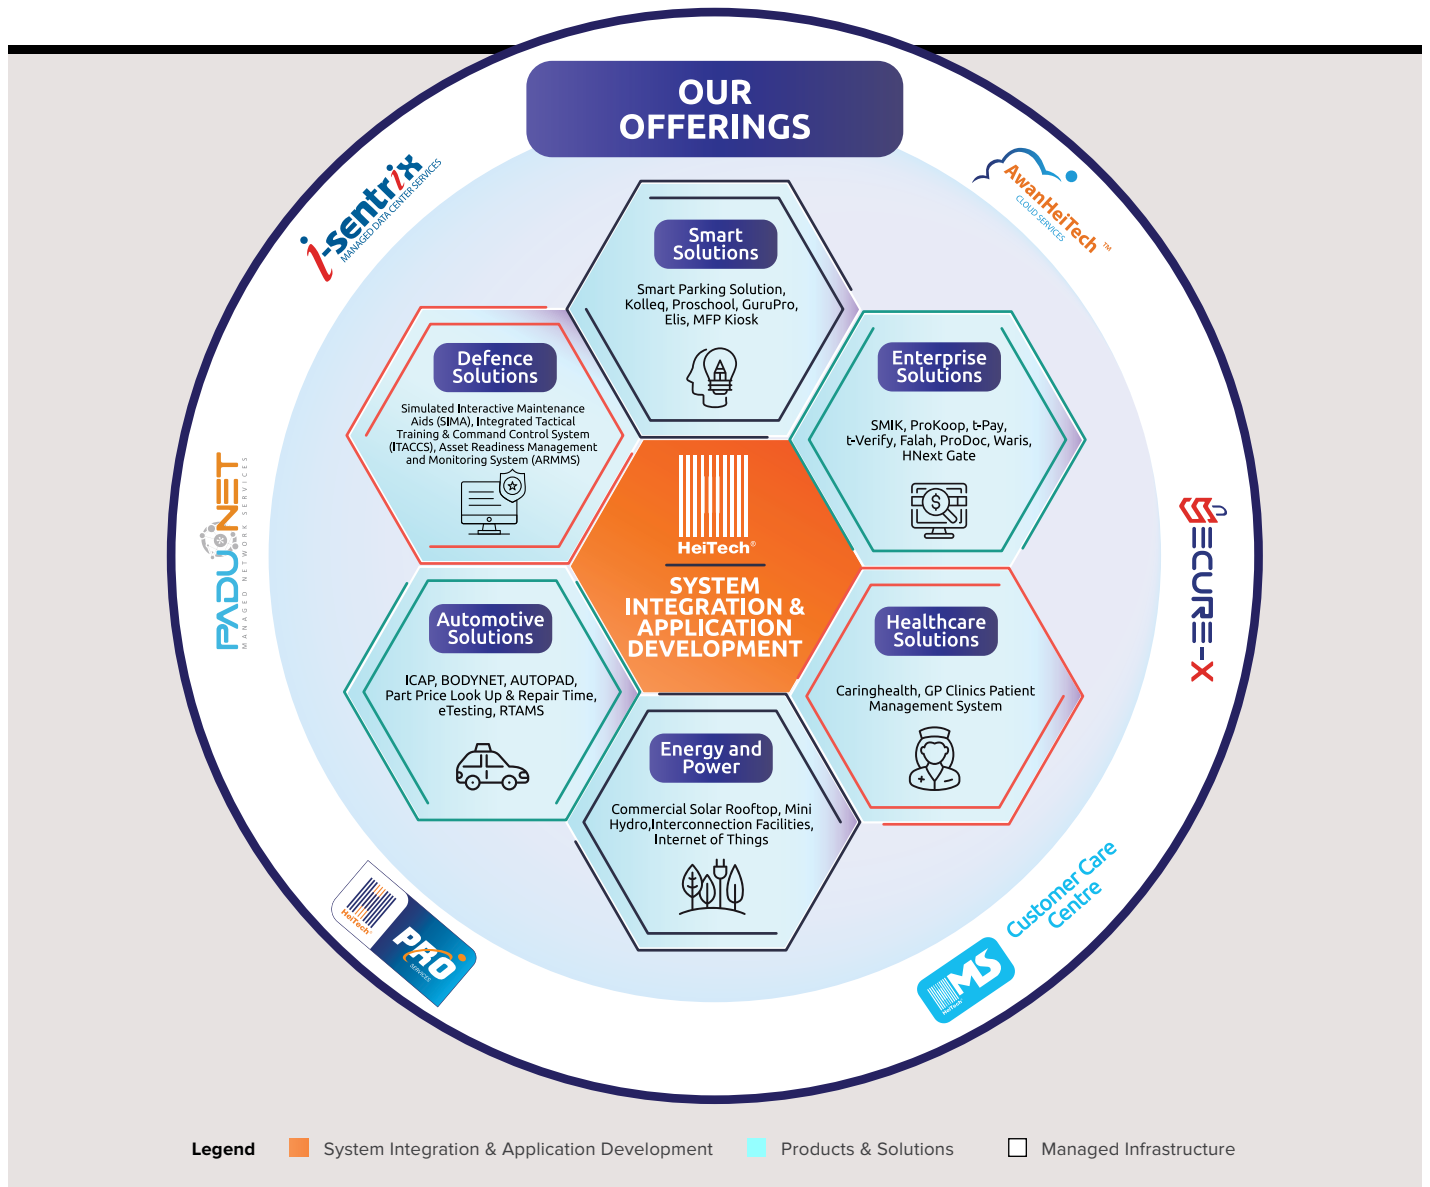 OUR
OFFERINGS
i-sentrix
MANAGED DATA CENTER SERVICES
AwanHeiTech ™
CLOUD SERVICES
Smart
Solutions
Smart Parking Solution,
Kolleq, Proschool, GuruPro,
Elis, MFP Kiosk
Defence
Solutions
Simulated Interactive Maintenance
Aids (SIMA), Integrated Tactical
Training & Command Control System
(ITACCS), Asset Readiness Management
and Monitoring System (ARMMS)
Enterprise
Solutions
SMIK, ProKoop, t-Pay,
t-Verify, Falah, ProDoc, Waris,
HNext Gate
PADU NET
MANAGED NETWORK SERVICES
HeiTech®
SYSTEM
INTEGRATION &
APPLICATION
DEVELOPMENT
SECURE-X
Automotive
Solutions
ICAP, BODYNET, AUTOPAD,
Part Price Look Up & Repair Time,
eTesting, RTAMS
Healthcare
Solutions
Caringhealth, GP Clinics Patient
Management System
Energy and
Power
Commercial Solar Rooftop, Mini
Hydro,Interconnection Facilities,
Internet of Things
HeiTech®
PRO
SERVICES
HeiTech®
MS
Customer Care
Centre
Legend
System Integration & Application Development
Products & Solutions
Managed Infrastructure